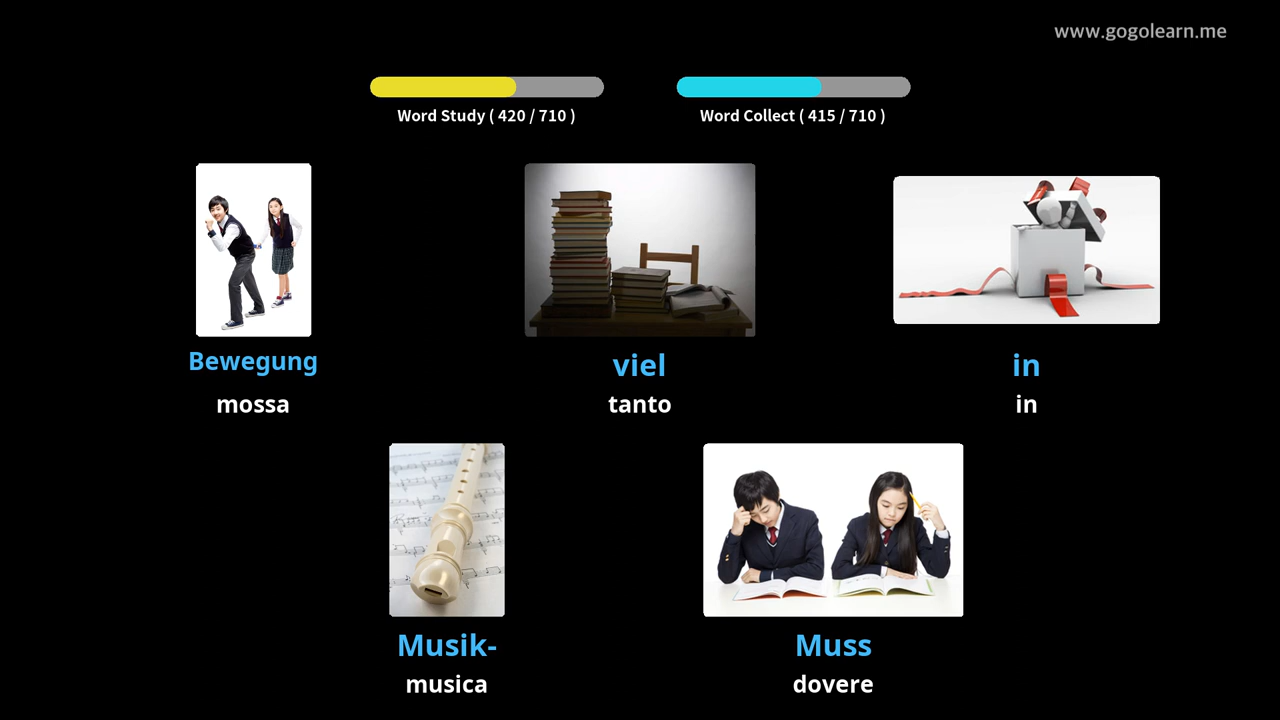 www.gogolearn.me
Word Study ( 420 / 710 )
Word Collect ( 415 / 710 )
Bewegung
mossa
viel
tanto
in
in
Musik-
musica
Muss
dovere